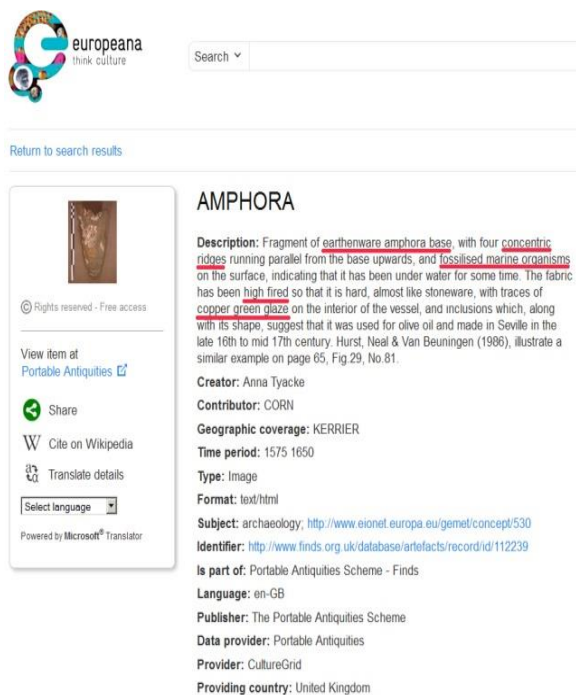 europeana
think culture
Search
Return to search results
© Rights reserved - Free access
View item at
Portable Antiquities
Share
W Cite on Wikipedia
Translate details
Select language
Powered by Microsoft® Translator
AMPHORA
Description: Fragment of earthenware amphora base, with four concentric
ridges running parallel from the base upwards, and fossilised marine organisms
on the surface, indicating that it has been under water for some time. The fabric
has been high fired so that it is hard, almost like stoneware, with traces of
copper green glaze on the interior of the vessel, and inclusions which, along
with its shape, suggest that it was used for olive oil and made in Seville in the
late 16th to mid 17th century. Hurst, Neal & Van Beuningen (1986), illustrate a
similar example on page 65, Fig.29, No.81.
Creator: Anna Tyacke
Contributor: CORN
Geographic coverage: KERRIER
Time period: 1575 1650
Type: Image
Format: text/html
Subject: archaeology; http://www.eionet.europa.eu/gemet/concept/530
Identifier: http://www.finds.org.uk/database/artefacts/record/id/112239
Is part of: Portable Antiquities Scheme - Finds
Language: en-GB
Publisher: The Portable Antiquities Scheme
Data provider: Portable Antiquities
Provider: CultureGrid
Providing country: United Kingdom